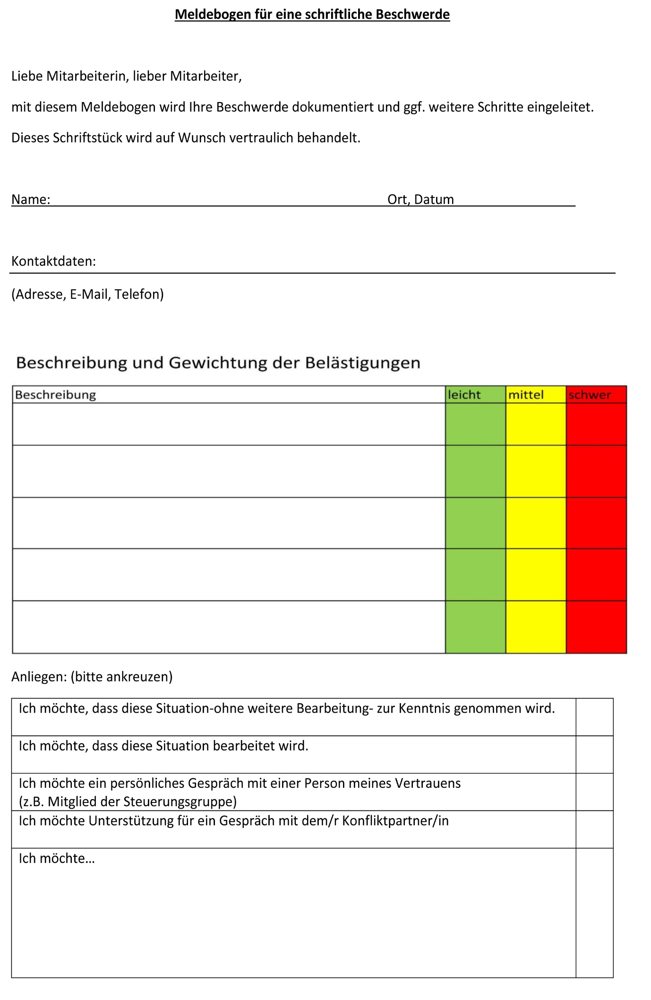 Meldebogen für eine schriftliche Beschwerde
Liebe Mitarbeiterin, lieber Mitarbeiter,
mit diesem Meldebogen wird Ihre Beschwerde dokumentiert und ggf. weitere Schritte eingeleitet.
Dieses Schriftstück wird auf Wunsch vertraulich behandelt.
Name: Ort, Datum
Kontaktdaten:
(Adresse, E-Mail, Telefon)
Beschreibung und Gewichtung der Belästigungen
Beschreibung leicht mittel schwer
Anliegen: (bitte ankreuzen)
Ich möchte, dass diese Situation-ohne weitere Bearbeitung- zur Kenntnis genommen wird.
Ich möchte, dass diese Situation bearbeitet wird.
Ich möchte ein persönliches Gespräch mit einer Person meines Vertrauens
(z.B. Mitglied der Steuerungsgruppe)
Ich möchte Unterstützung für ein Gespräch mit dem/r Konfliktpartner/in
Ich möchte…